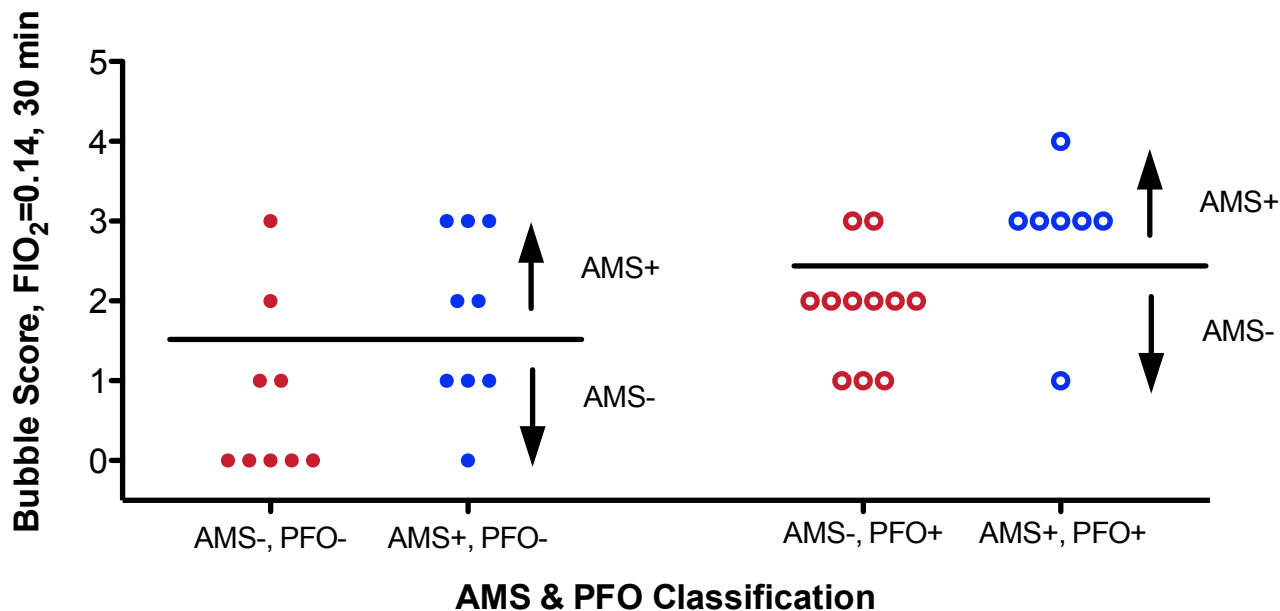 Bubble Score, FIO₂=0.14, 30 min
5
4
3
2
1
0
AMS+
AMS-
AMS+
AMS-
AMS-, PFO-
AMS+, PFO-
AMS-, PFO+
AMS+, PFO+
AMS & PFO Classification